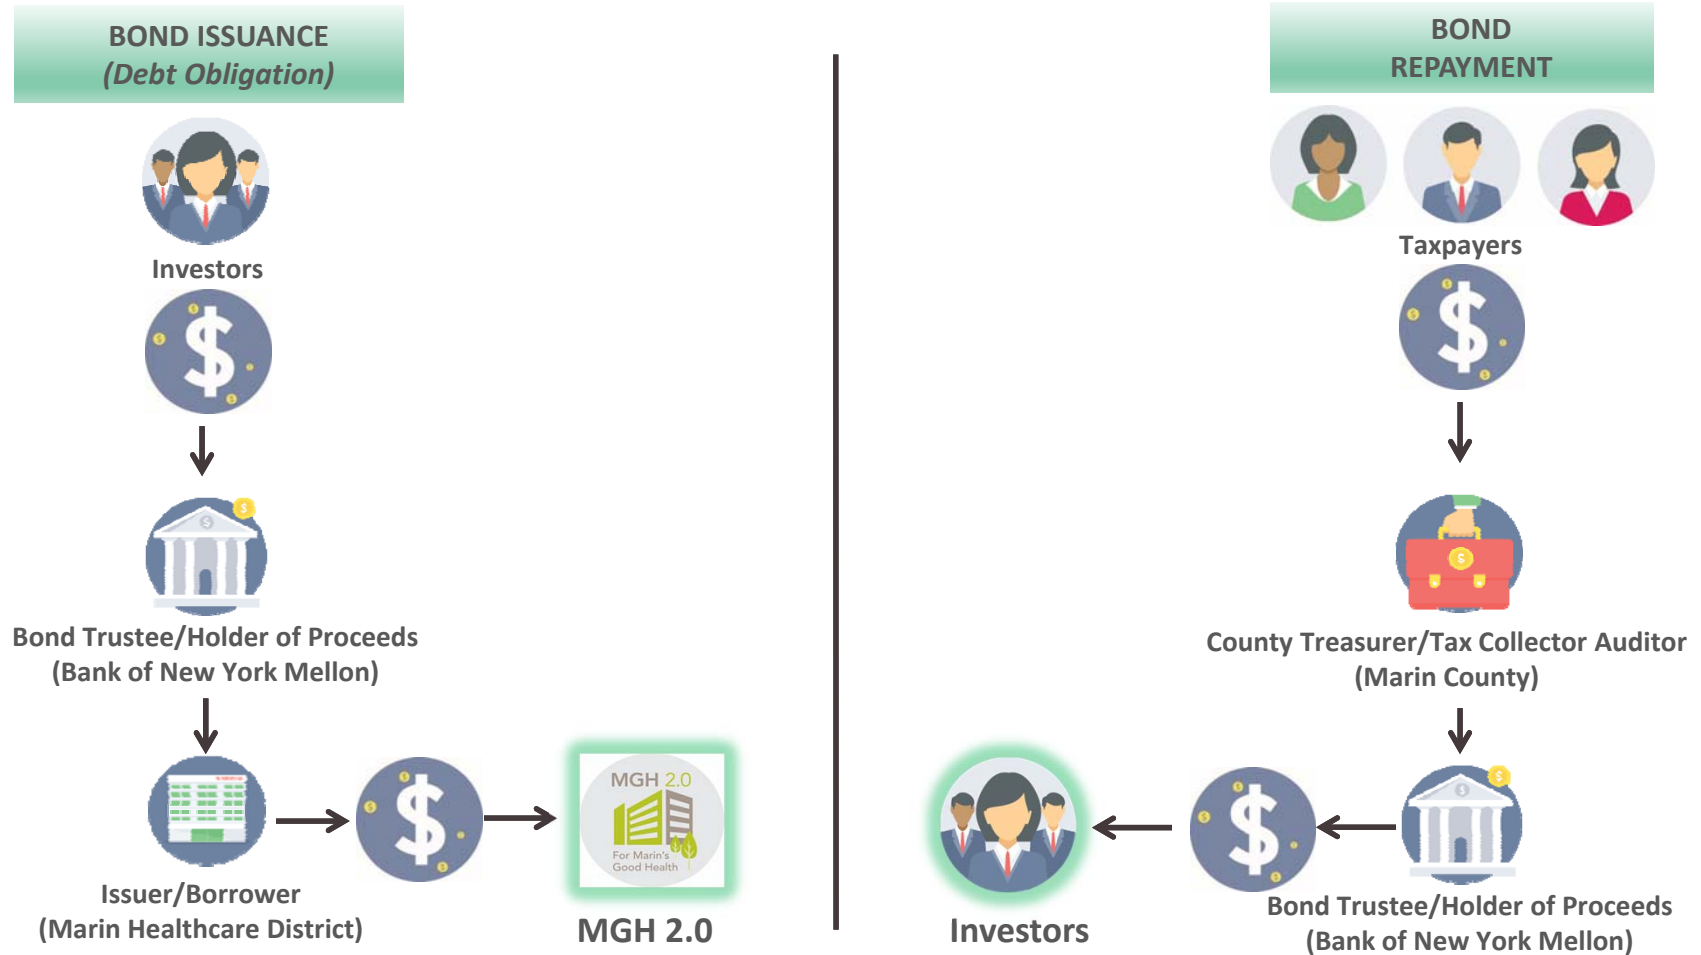 BOND ISSUANCE
(Debt Obligation)
Investors
$
Bond Trustee/Holder of Proceeds
(Bank of New York Mellon)
Issuer/Borrower
(Marin Healthcare District)
$
MGH 2.0
For Marin's
Good Health
MGH 2.0
BOND
REPAYMENT
Taxpayers
$
County Treasurer/Tax Collector Auditor
(Marin County)
Bond Trustee/Holder of Proceeds
(Bank of New York Mellon)
$
Investors